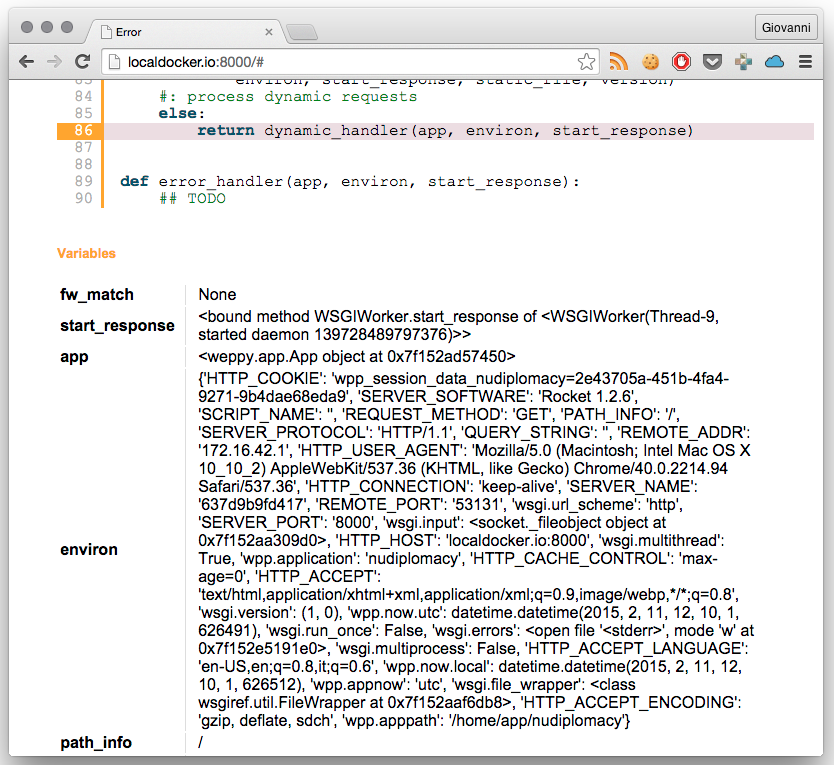 Error
Giovanni
localdocker.io:8000/#
83 environ, start_response, static_file, version)
84 #: process dynamic requests
85 else:
86 return dynamic_handler(app, environ, start_response)
87
88
89 def error_handler(app, environ, start_response):
90 ## TODO
Variables
fw_match None
start_response <bound method WSGIWorker.start_response of <WSGIWorker(Thread-9,
started daemon 139728489797376)>>
app <weppy.app.App object at 0x7f152ad57450>
environ {'HTTP_COOKIE': 'wpp_session_data_nudiplomacy=2e43705a-451b-4fa4-
9271-9b4dae68eda9', 'SERVER_SOFTWARE': 'Rocket 1.2.6',
'SCRIPT_NAME': '', 'REQUEST_METHOD': 'GET', 'PATH_INFO': '/',
'SERVER_PROTOCOL': 'HTTP/1.1', 'QUERY_STRING': '', 'REMOTE_ADDR':
'172.16.42.1', 'HTTP_USER_AGENT': 'Mozilla/5.0 (Macintosh; Intel Mac OS X
10_10_2) AppleWebKit/537.36 (KHTML, like Gecko) Chrome/40.0.2214.94
Safari/537.36', 'HTTP_CONNECTION': 'keep-alive', 'SERVER_NAME':
'637d9b9fd417', 'REMOTE_PORT': '53131', 'wsgi.url_scheme': 'http',
'SERVER_PORT': '8000', 'wsgi.input': <socket._fileobject object at
0x7f152aa309d0>, 'HTTP_HOST': 'localdocker.io:8000', 'wsgi.multithread':
True, 'wpp.application': 'nudiplomacy', 'HTTP_CACHE_CONTROL': 'max-
age=0', 'HTTP_ACCEPT':
'text/html,application/xhtml+xml,application/xml;q=0.9,image/webp,*/*;q=0.8',
'wsgi.version': (1, 0), 'wpp.now.utc': datetime.datetime(2015, 2, 11, 12, 10, 1,
626491), 'wsgi.run_once': False, 'wsgi.errors': <open file '<stderr>', mode 'w' at
0x7f152e5191e0>, 'wsgi.multiprocess': False, 'HTTP_ACCEPT_LANGUAGE':
'en-US,en;q=0.8,it;q=0.6', 'wpp.now.local': datetime.datetime(2015, 2, 11, 12,
10, 1, 626512), 'wpp.appnow': 'utc', 'wsgi.file_wrapper': <class
wsgiref.util.FileWrapper at 0x7f152aaf6db8>, 'HTTP_ACCEPT_ENCODING':
'gzip, deflate, sdch', 'wpp.apppath': '/home/app/nudiplomacy'}
path_info /